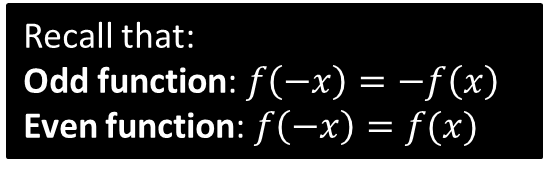 Recall that:
Odd function: f(−x) = −f(x)
Even function: f(−x) = f(x)